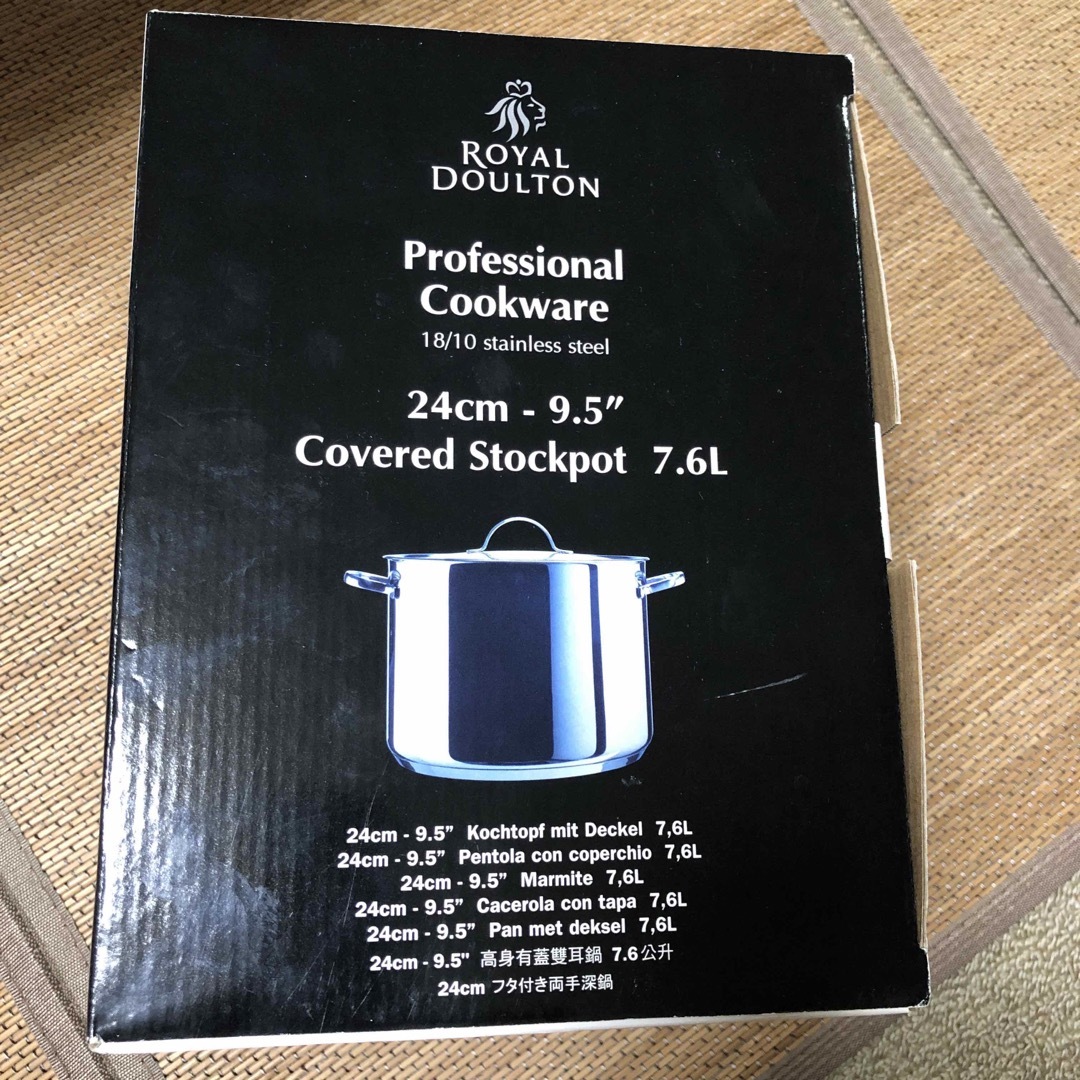 ROYAL
DOULTON
Professional
Cookware
18/10 stainless steel
24cm - 9.5"
Covered Stockpot 7.6L
24cm - 9.5” Kochtopf mit Deckel 7,6L
24cm - 9.5” Pentola con coperchio 7,6L
24cm - 9.5” Marmite 7,6L
24cm - 9.5” Cacerola con tapa 7,6L
24cm - 9.5” Pan met deksel 7,6L
24cm - 9.5" 高身有蓋雙耳鍋 7.6公升
24cm フタ付き両手深鍋